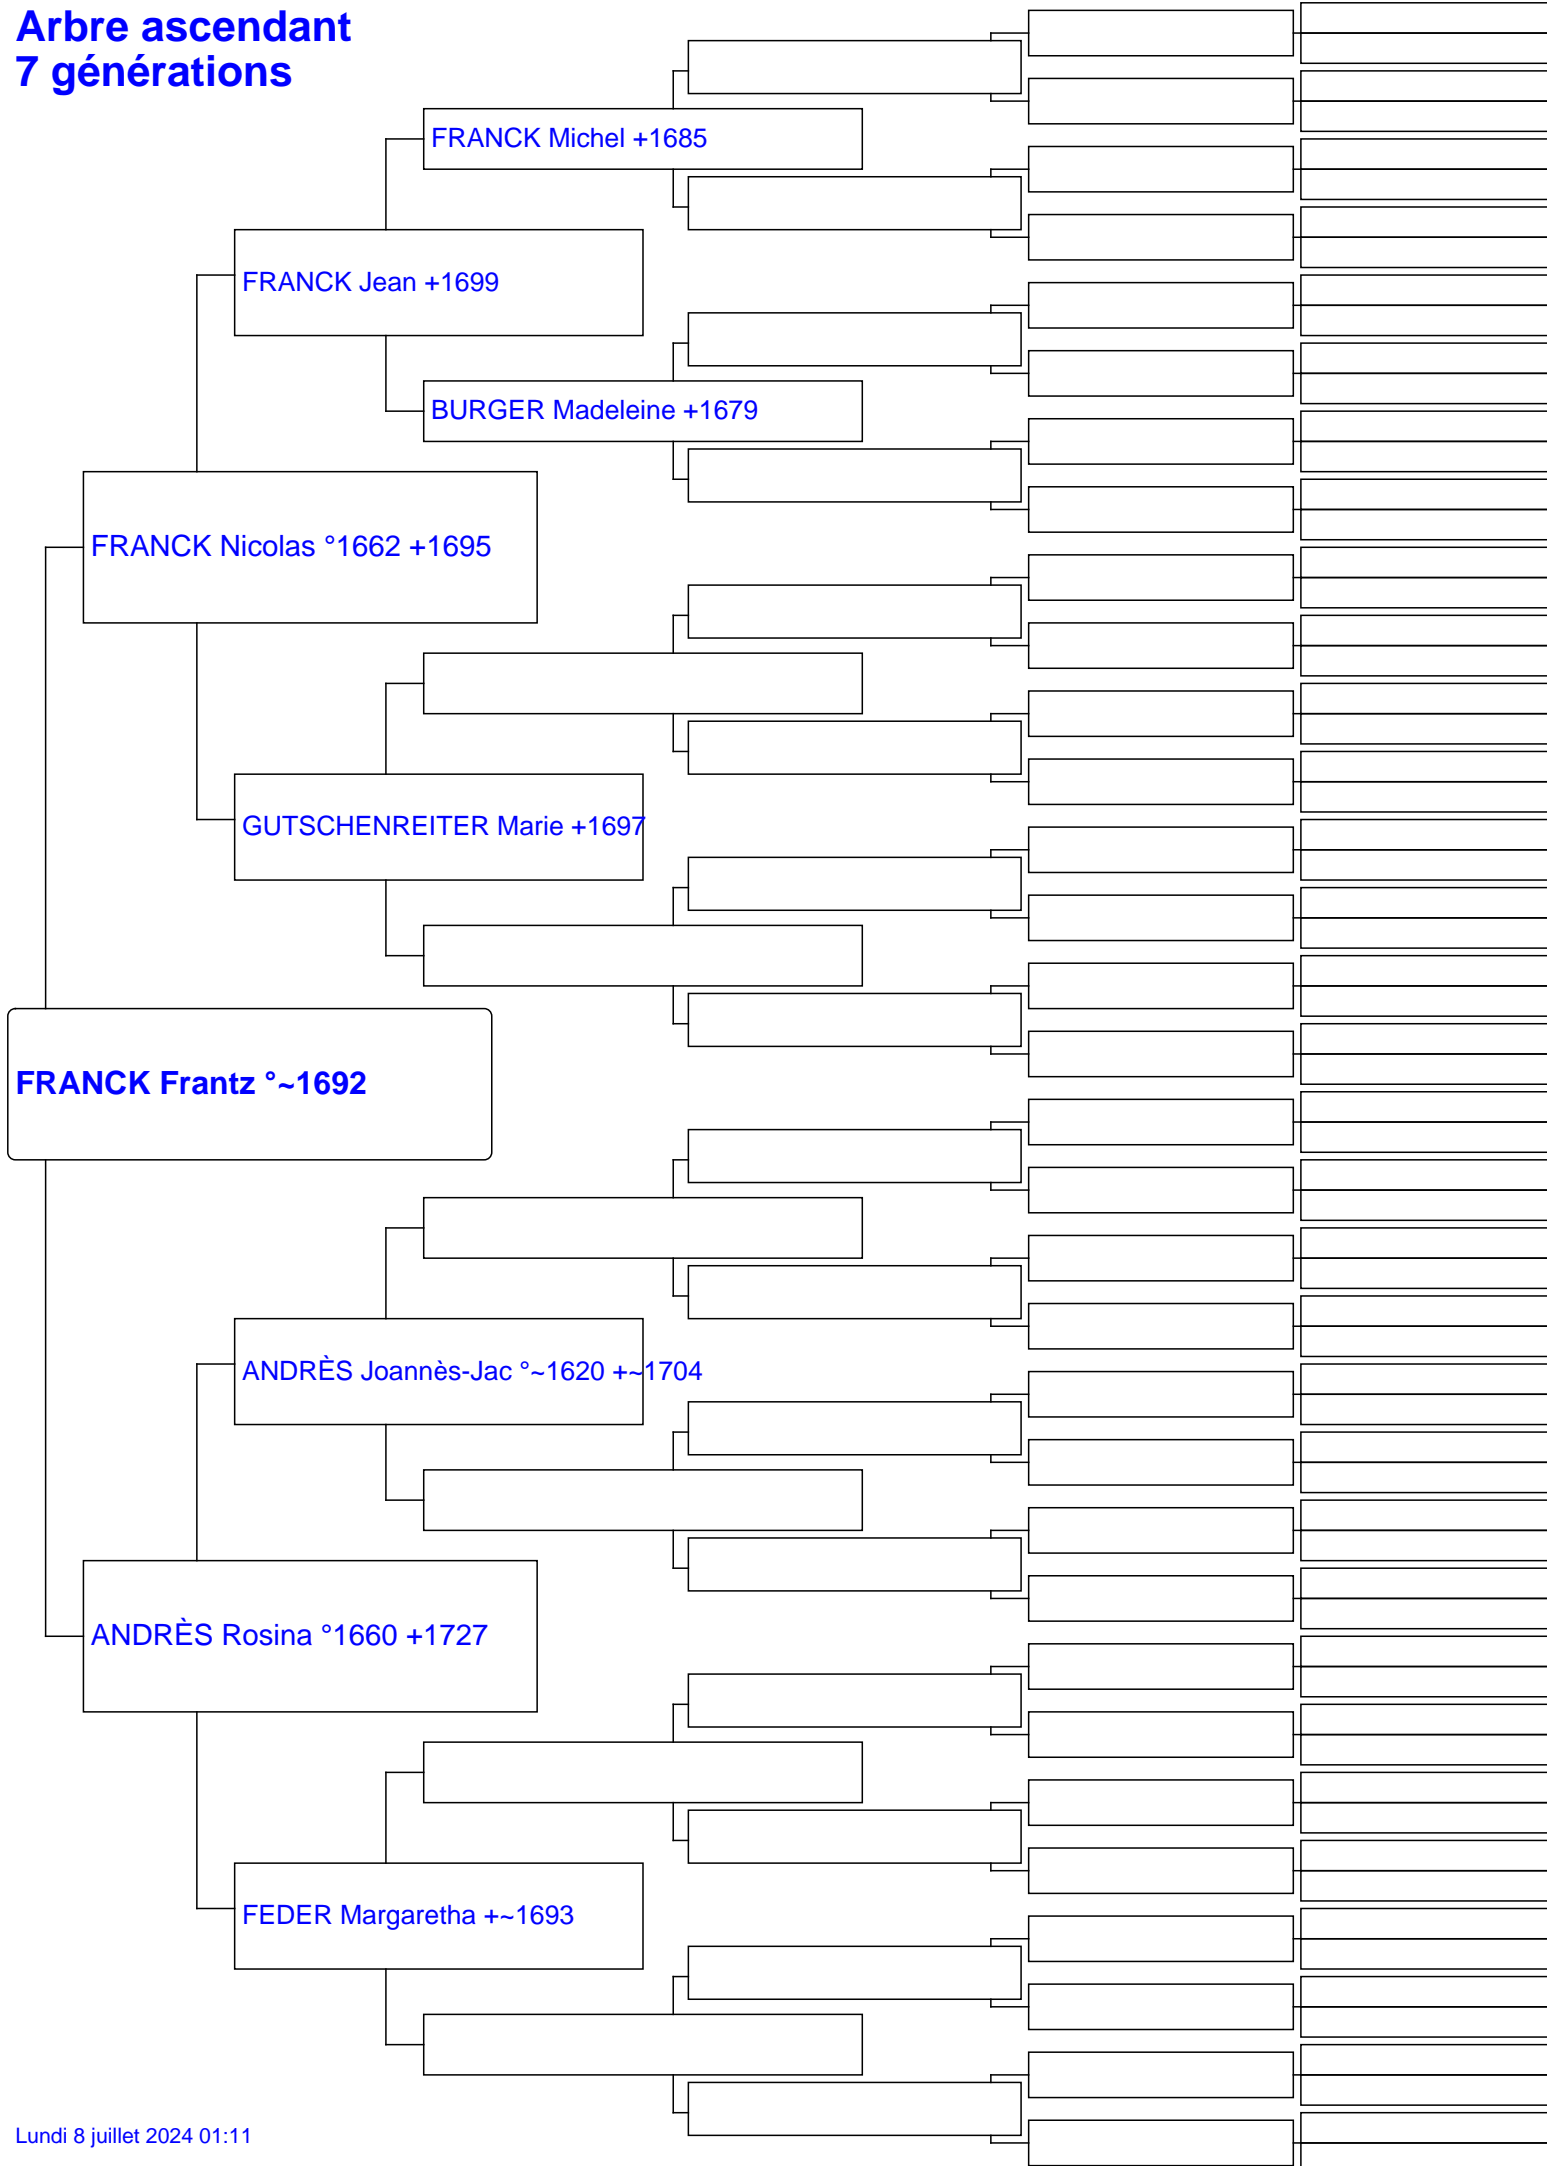 Arbre ascendant
7 générations
FRANCK Michel +1685
FRANCK Jean +1699
BURGER Madeleine +1679
FRANCK Nicolas °1662 +1695
GUTSCHENREITER Marie +1697
FRANCK Frantz °~1692
ANDRÈS Joannès-Jac °~1620 +~1704
ANDRÈS Rosina °1660 +1727
FEDER Margaretha +~1693
Lundi 8 juillet 2024 01:11